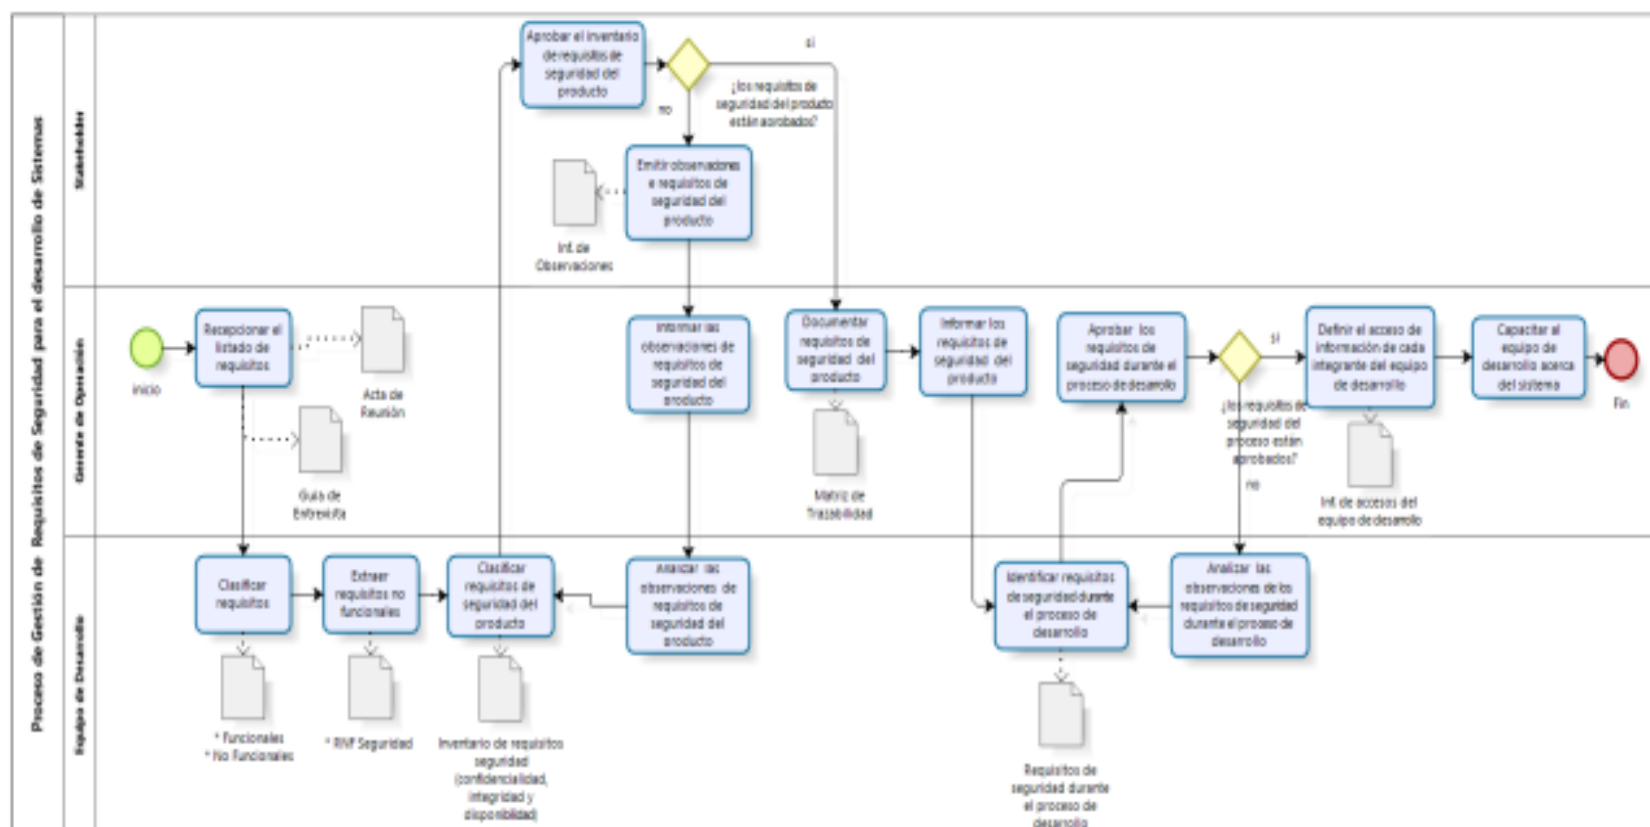 Proceso de Gestión de Requisitos de Seguridad para el desarrollo de Sistemas
Stakeholder
Aprobar el inventario
de requisitos de
seguridad del
producto
si
¿los requisitos de
seguridad del producto
están aprobados?
no
Emitir observadores
e requisitos de
seguridad del
producto
Inf. de
Observaciones
Gerente de Operación
inicio
Recepcionar el
listado de
requisitos
Acta de
Reunión
Guia de
Entrevista
Informar las
observaciones de
requisitos de
seguridad del
producto
Documentar
requisitos de
seguridad del
producto
Matriz de
Trazabilidad
Informar los
requisitos de
seguridad del
producto
Aprobar los
requisitos de
seguridad durante el
proceso de desarrollo
si
¿los requisitos de
seguridad del
proceso están
aprobados?
no
Definir el acceso de
información de cada
integrante del equipo
de desarrollo
Inf. de accesos del
equipo de desarrollo
Capacitar al
equipo de
desarrollo acerca
del sistema
Fin
Equipo de Desarrollo
Clasificar
requisitos
* Funcionales
* No Funcionales
Extraer
requisitos no
funcionales
* RNF Seguridad
Clasificar
requisitos de
seguridad del
producto
Inventario de requisitos
seguridad
(confidencialidad,
integridad y
disponibilidad)
Analizar las
observaciones de
requisitos de
seguridad del
producto
Identificar requisitos
de seguridad durante
el proceso de
desarrollo
Requisitos de
seguridad durante
el proceso de
desarrollo
Analizar las
observaciones de los
requisitos de seguridad
durante el proceso de
desarrollo